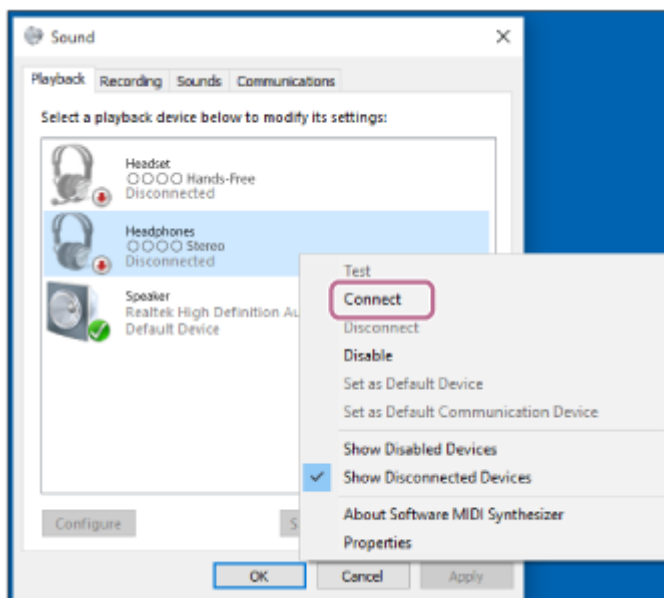 Sound
Playback Recording Sounds Communications
Select a playback device below to modify its settings:
Headset
○○○○ Hands-Free
Disconnected
Headphones
○○○○ Stereo
Disconnected
Speaker
Realtek High Definition Au
Default Device
Test
Connect
Disconnect
Disable
Set as Default Device
Set as Default Communication Device
Show Disabled Devices
Show Disconnected Devices
About Software MIDI Synthesizer
Properties
Configure S
OK Cancel Apply